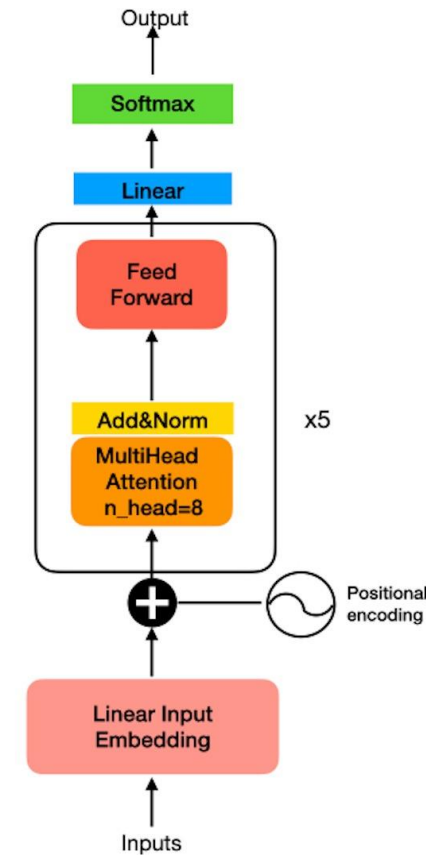 Output
Softmax
Linear
Feed
Forward
Add&Norm
x5
MultiHead
Attention
n_head=8
Positional
encoding
Linear Input
Embedding
Inputs